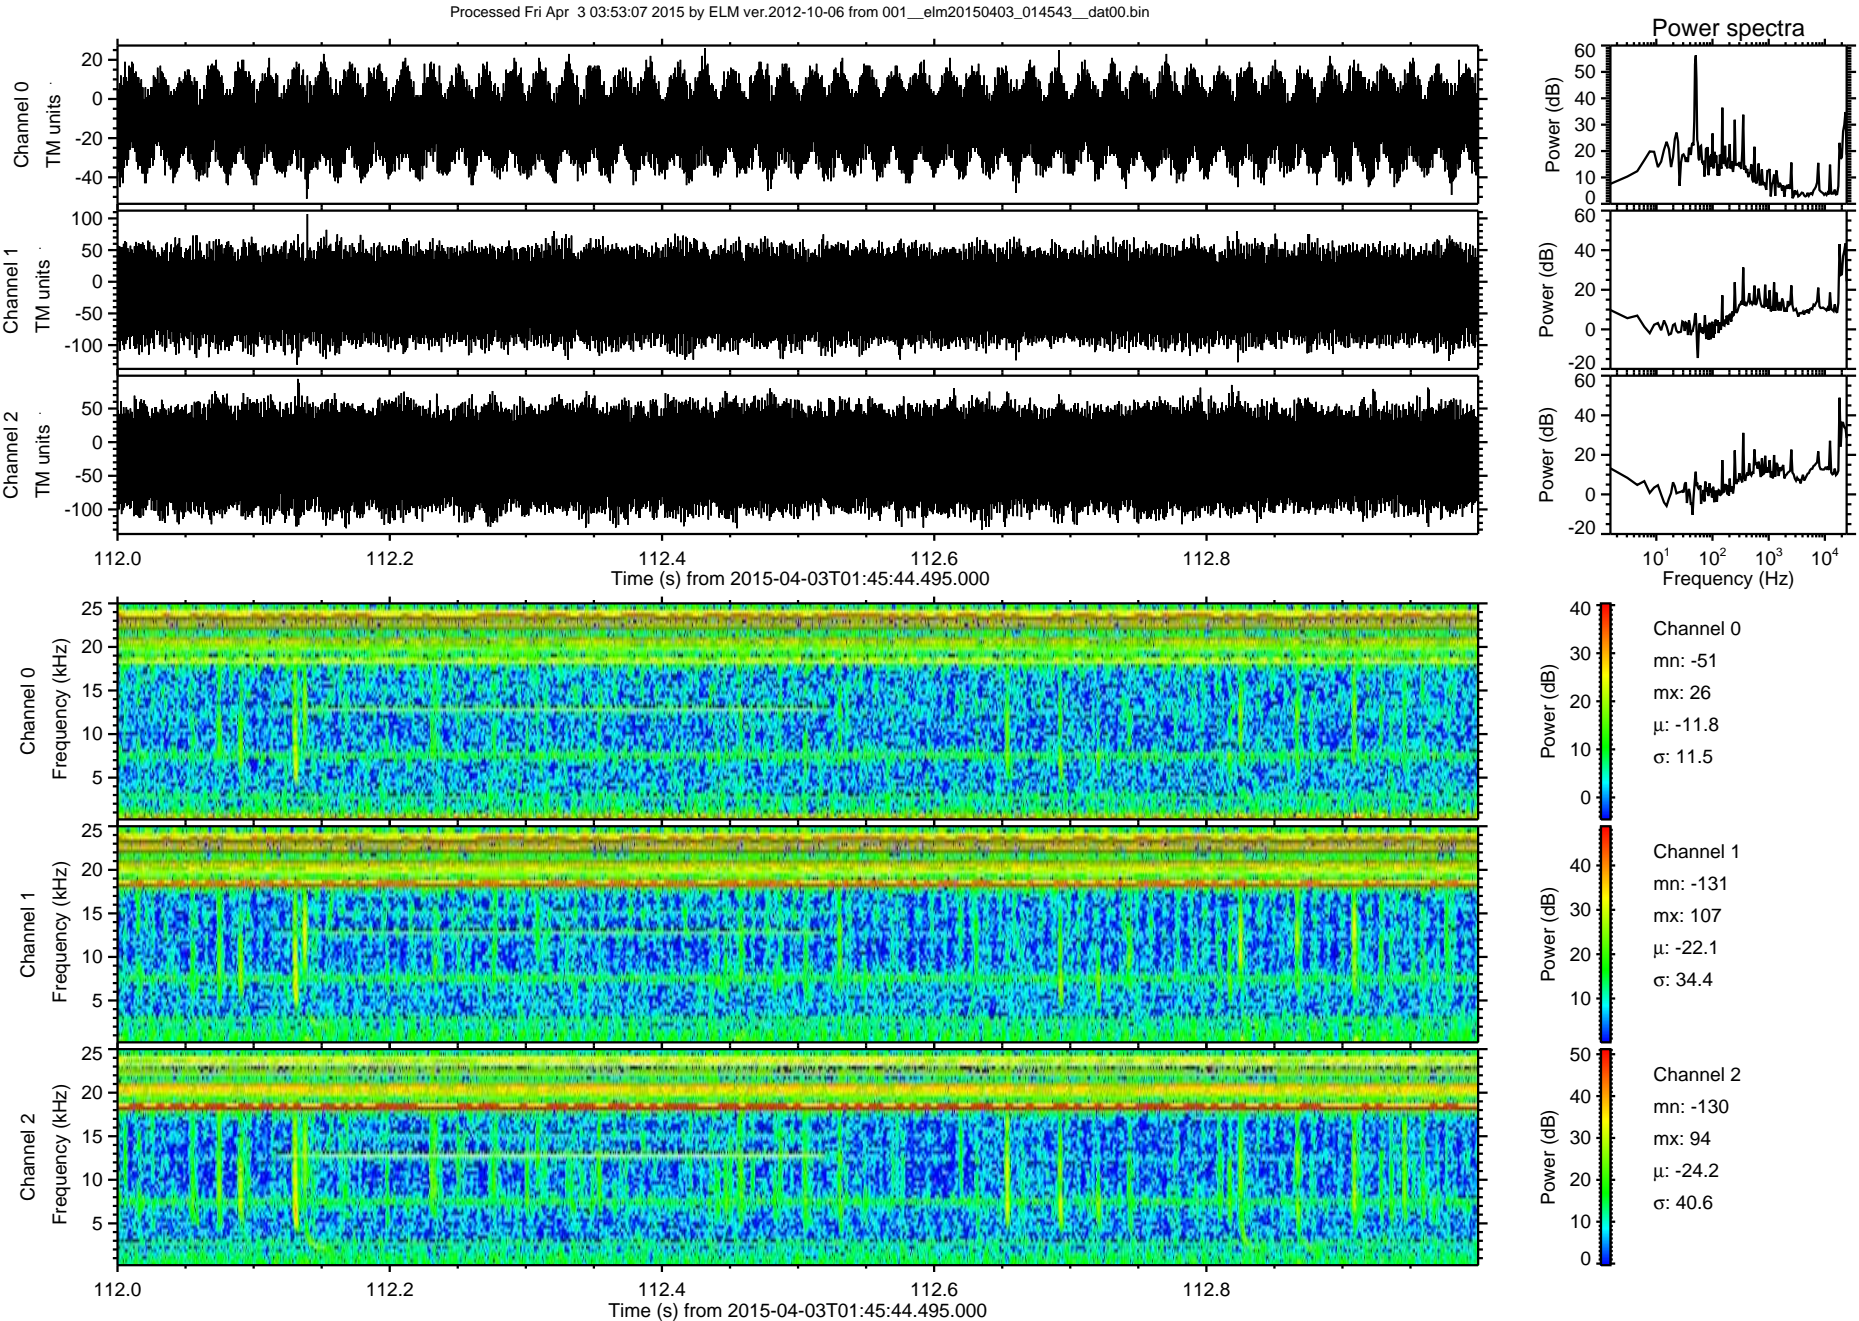 Processed Fri Apr  3 03:53:07 2015 by ELM ver.2012-10-06 from 001__elm20150403_014543__dat00.bin
Power spectra
Channel 0
TM units
20
0
-20
-40
Power (dB)
60
50
40
30
20
10
0
Channel 1
TM units
100
50
0
-50
-100
Power (dB)
60
40
20
0
-20
Channel 2
TM units
50
0
-50
-100
Power (dB)
60
40
20
0
-20
112.0 112.2 112.4 112.6 112.8
Time (s) from 2015-04-03T01:45:44.495.000
10^1 10^2 10^3 10^4
Frequency (Hz)
Channel 0
Frequency (kHz)
25
20
15
10
5
Power (dB)
40
30
20
10
0
Channel 0
mn: -51
mx: 26
μ: -11.8
σ: 11.5
Channel 1
Frequency (kHz)
25
20
15
10
5
Power (dB)
40
30
20
10
Channel 1
mn: -131
mx: 107
μ: -22.1
σ: 34.4
Channel 2
Frequency (kHz)
25
20
15
10
5
Power (dB)
50
40
30
20
10
0
Channel 2
mn: -130
mx: 94
μ: -24.2
σ: 40.6
112.0 112.2 112.4 112.6 112.8
Time (s) from 2015-04-03T01:45:44.495.000